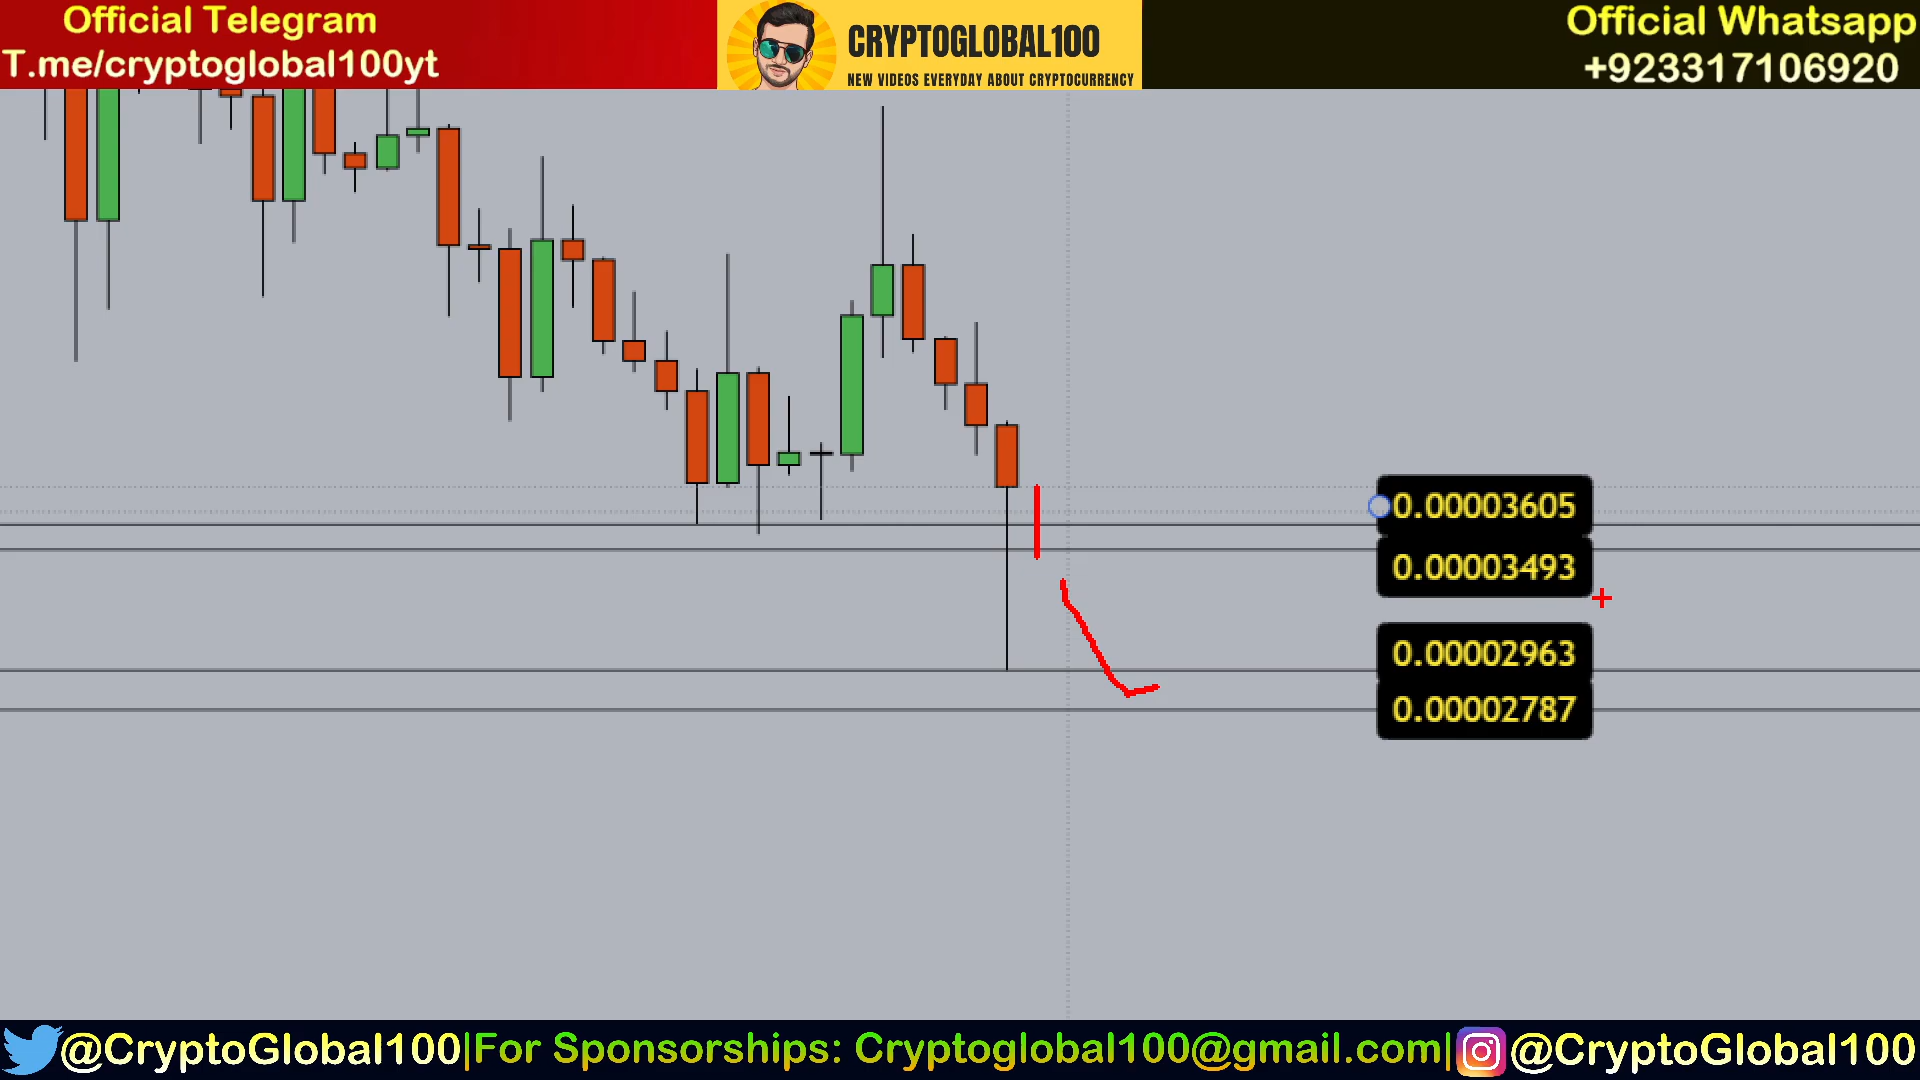 Official Telegram
T.me/cryptoglobal100yt
CRYPTOGLOBAL100
NEW VIDEOS EVERYDAY ABOUT CRYPTOCURRENCY
Official Whatsapp
+923317106920
0.00003605
0.00003493
0.00002963
0.00002787
@CryptoGlobal100|For Sponsorships: Cryptoglobal100@gmail.com|@CryptoGlobal100